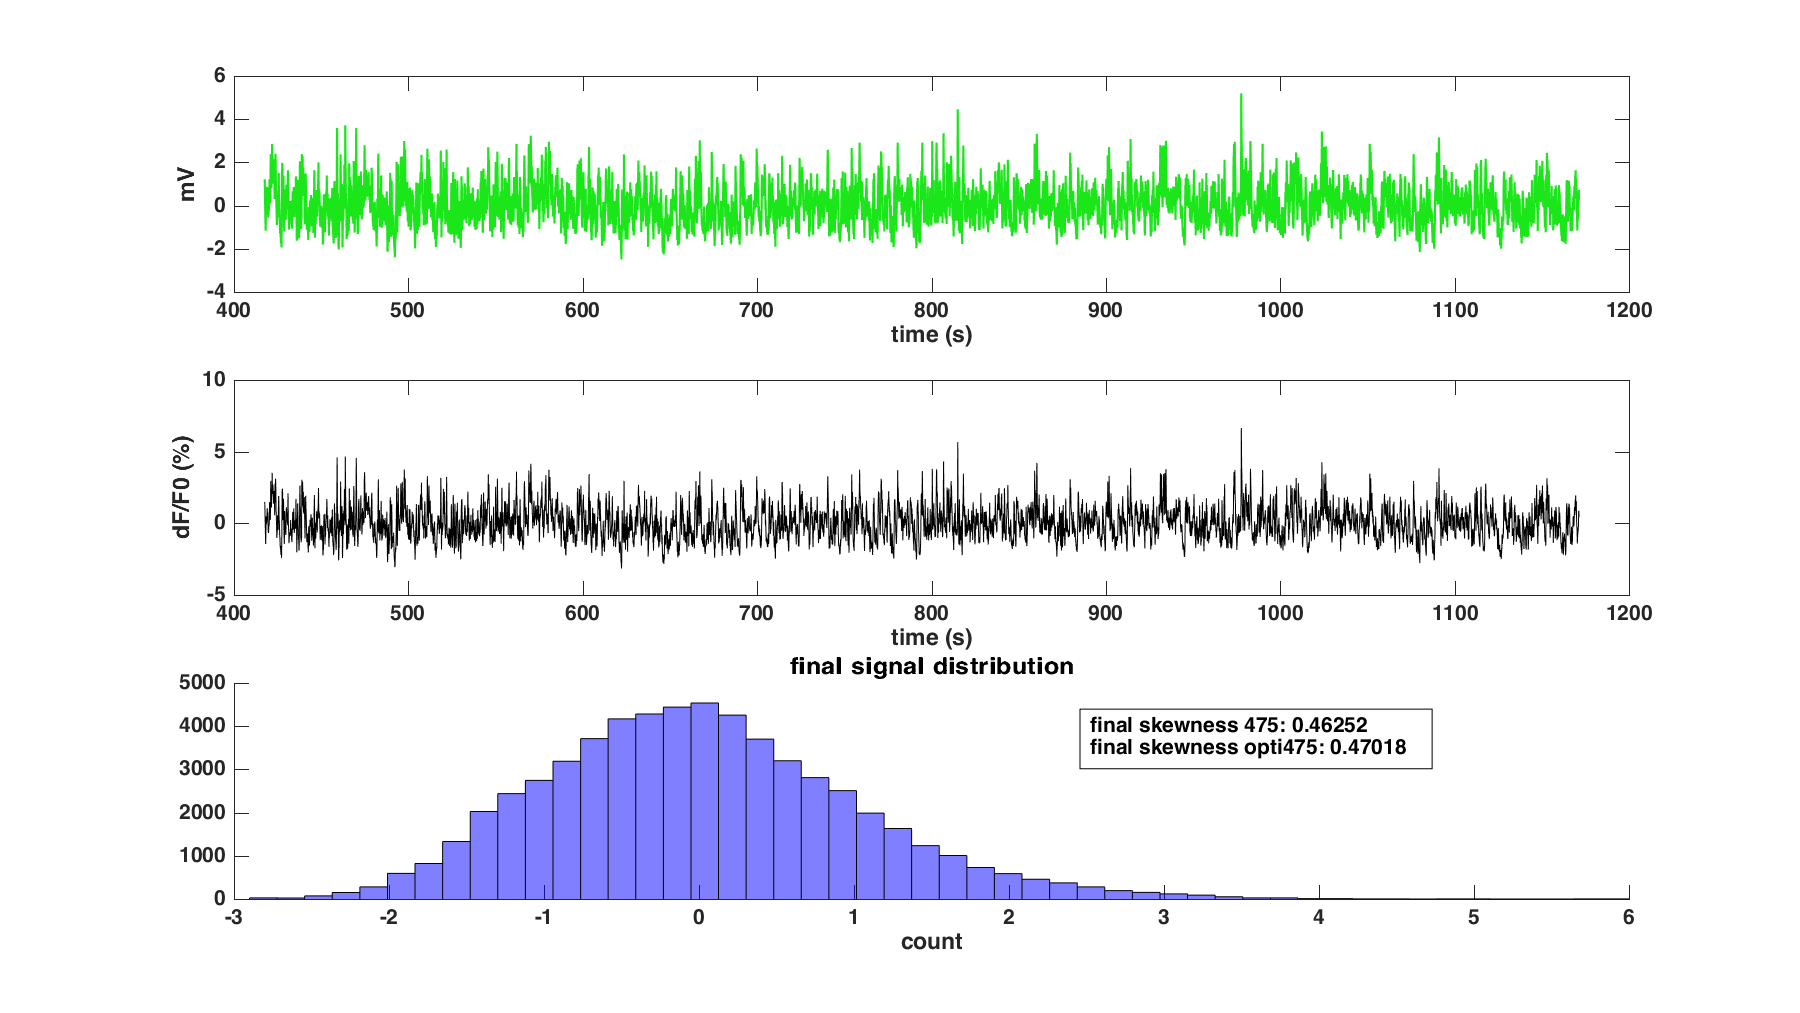 6
4
2
0
-2
-4
mV
400 500 600 700 800 900 1000 1100 1200
time (s)
10
5
0
-5
dF/F0 (%)
400 500 600 700 800 900 1000 1100 1200
time (s)
final signal distribution
5000
4000
3000
2000
1000
0
final skewness 475: 0.46252
final skewness opti475: 0.47018
-3 -2 -1 0 1 2 3 4 5 6
count